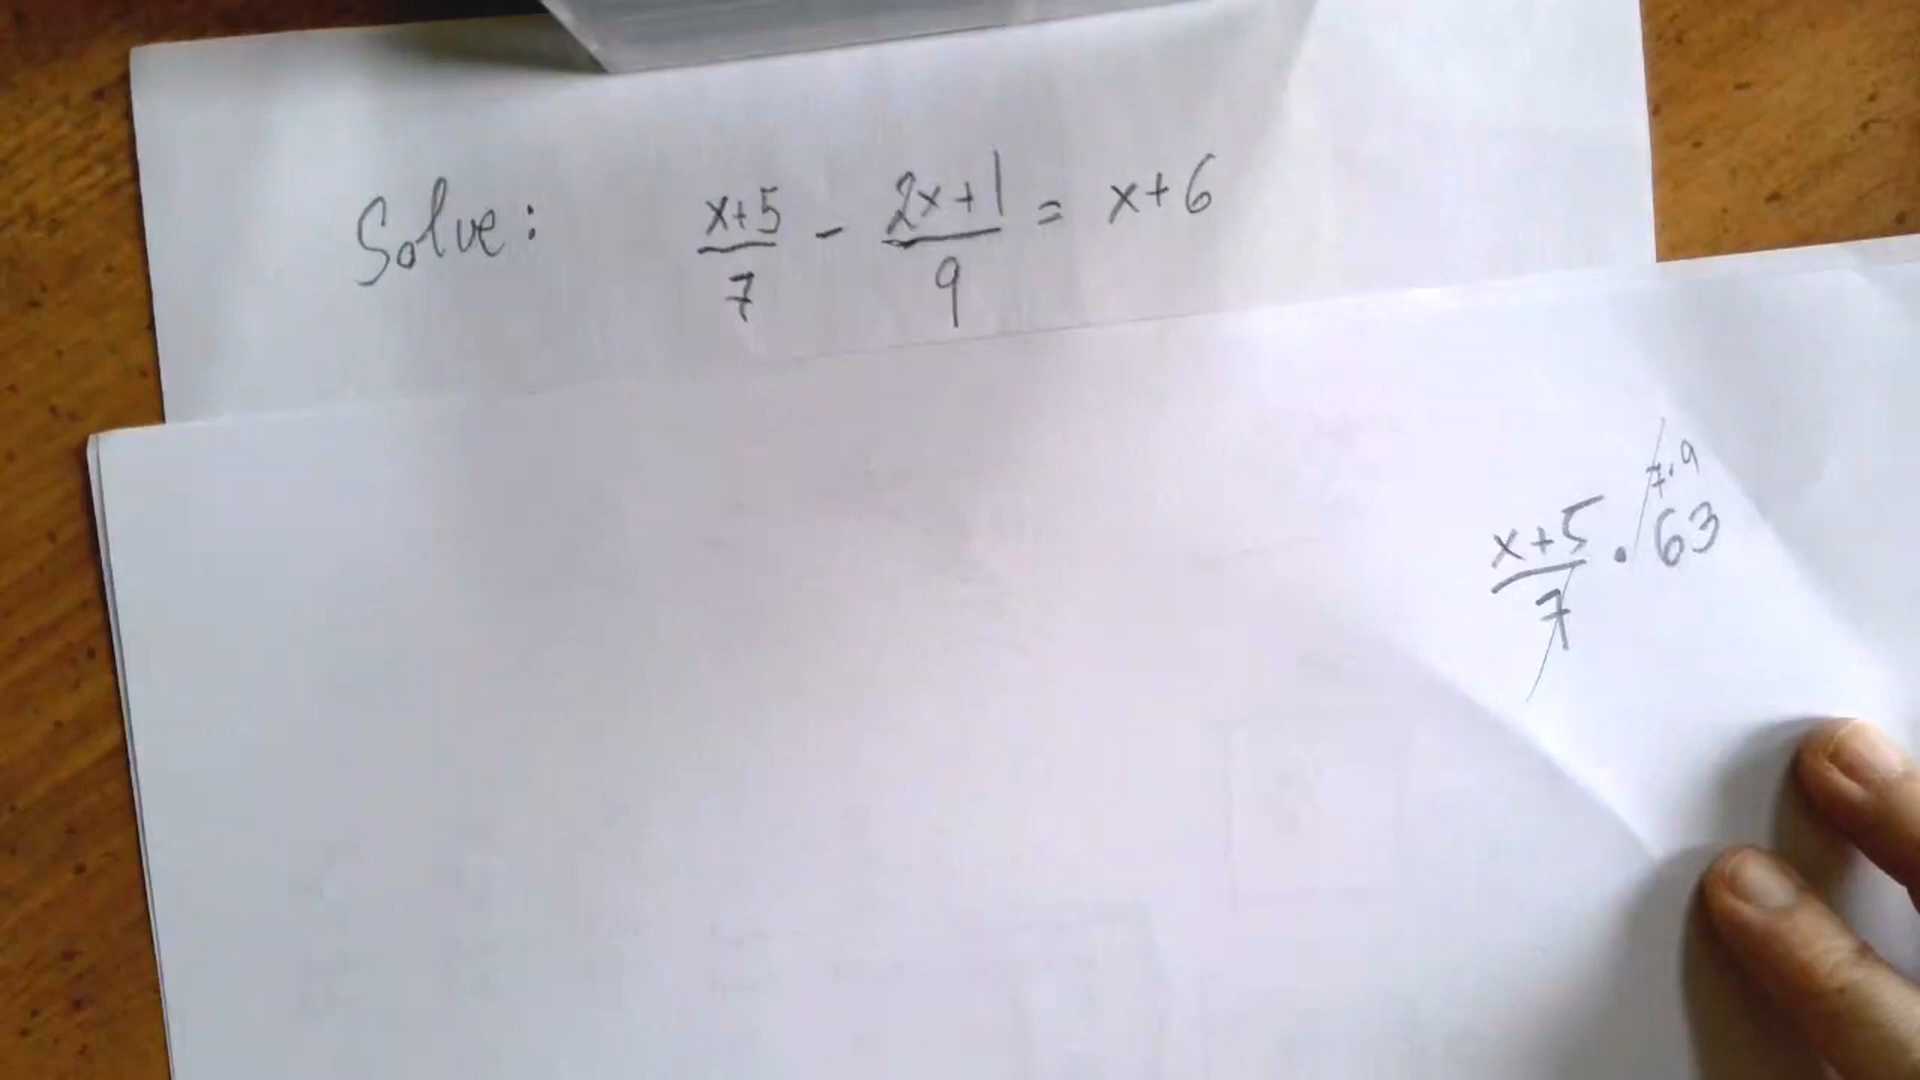 Solve: (x+5)/7 - (2x+1)/9 = x+6
(x+5)/7 · 63
7·9